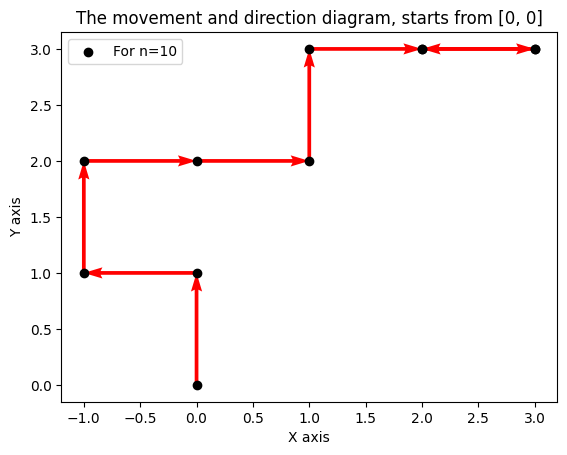 The movement and direction diagram, starts from [0, 0]
For n=10
3.0
2.5
2.0
1.5
1.0
0.5
0.0
Y axis
−1.0 −0.5 0.0 0.5 1.0 1.5 2.0 2.5 3.0
X axis